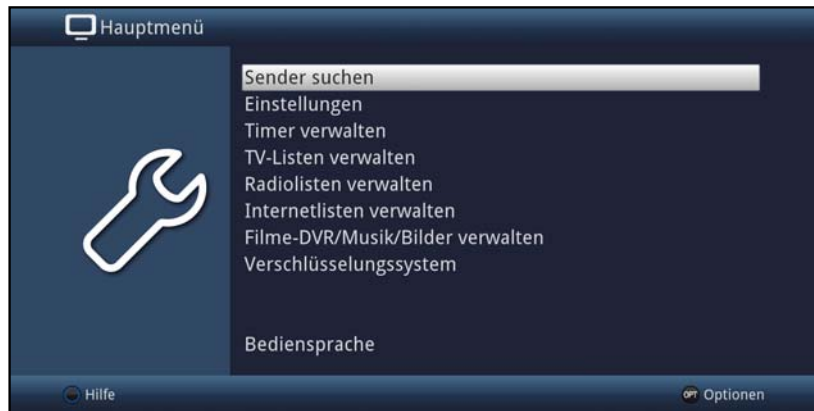 Hauptmenü
Sender suchen
Einstellungen
Timer verwalten
TV-Listen verwalten
Radiolisten verwalten
Internetlisten verwalten
Filme-DVR/Musik/Bilder verwalten
Verschlüsselungssystem
Bediensprache
Hilfe
OPT Optionen